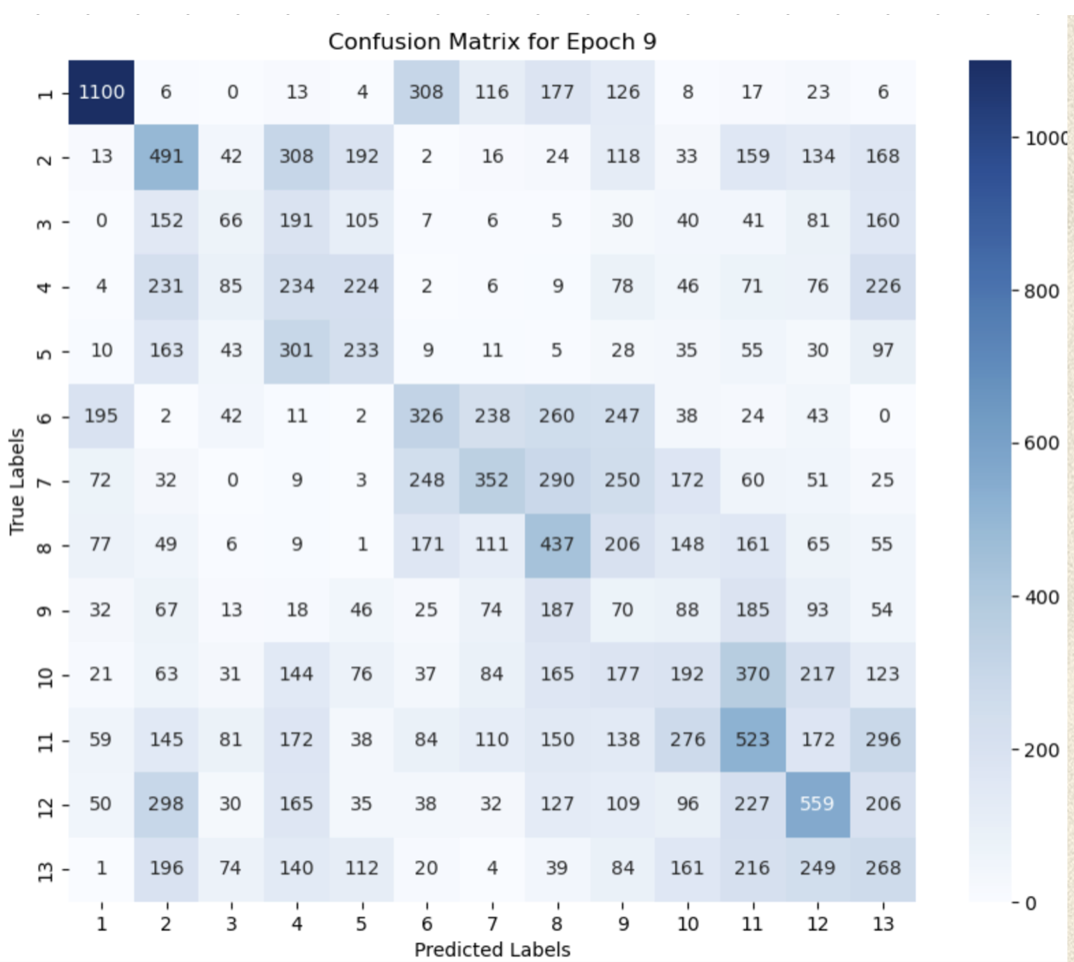 Confusion Matrix for Epoch 9
1 1100 6 0 13 4 308 116 177 126 8 17 23 6
2 13 491 42 308 192 2 16 24 118 33 159 134 168
3 0 152 66 191 105 7 6 5 30 40 41 81 160
4 4 231 85 234 224 2 6 9 78 46 71 76 226
5 10 163 43 301 233 9 11 5 28 35 55 30 97
6 195 2 42 11 2 326 238 260 247 38 24 43 0
7 72 32 0 9 3 248 352 290 250 172 60 51 25
8 77 49 6 9 1 171 111 437 206 148 161 65 55
9 32 67 13 18 46 25 74 187 70 88 185 93 54
10 21 63 31 144 76 37 84 165 177 192 370 217 123
11 59 145 81 172 38 84 110 150 138 276 523 172 296
12 50 298 30 165 35 38 32 127 109 96 227 559 206
13 1 196 74 140 112 20 4 39 84 161 216 249 268
1 2 3 4 5 6 7 8 9 10 11 12 13
Predicted Labels
True Labels
1000
800
600
400
200
0